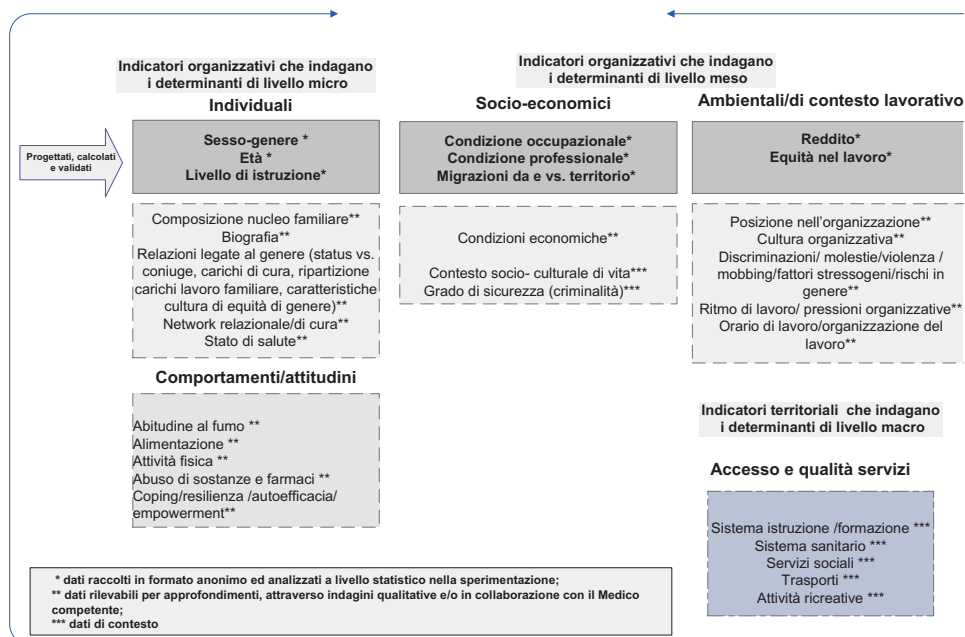 Indicatori organizzativi che indagano
i determinanti di livello micro
Individuali
Progettati, calcolati
e validati
Sesso-genere *
Età *
Livello di istruzione*
Composizione nucleo familiare**
Biografia**
Relazioni legate al genere (status vs.
coniuge, carichi di cura, ripartizione
carichi lavoro familiare, caratteristiche
cultura di equità di genere)**
Network relazionale/di cura**
Stato di salute**
Comportamenti/attitudini
Abitudine al fumo **
Alimentazione **
Attività fisica **
Abuso di sostanze e farmaci **
Coping/resilienza /autoefficacia/
empowerment**
Indicatori organizzativi che indagano
i determinanti di livello meso
Socio-economici
Condizione occupazionale*
Condizione professionale*
Migrazioni da e vs. territorio*
Condizioni economiche**
Contesto socio- culturale di vita***
Grado di sicurezza (criminalità)***
Ambientali/di contesto lavorativo
Reddito*
Equità nel lavoro*
Posizione nell'organizzazione**
Cultura organizzativa**
Discriminazioni/ molestie/violenza /
mobbing/fattori stressogeni/rischi in
genere**
Ritmo di lavoro/ pressioni organizzative**
Orario di lavoro/organizzazione del
lavoro**
Indicatori territoriali che indagano
i determinanti di livello macro
Accesso e qualità servizi
Sistema istruzione /formazione ***
Sistema sanitario ***
Servizi sociali ***
Trasporti ***
Attività ricreative ***
* dati raccolti in formato anonimo ed analizzati a livello statistico nella sperimentazione;
** dati rilevabili per approfondimenti, attraverso indagini qualitative e/o in collaborazione con il Medico
competente;
*** dati di contesto